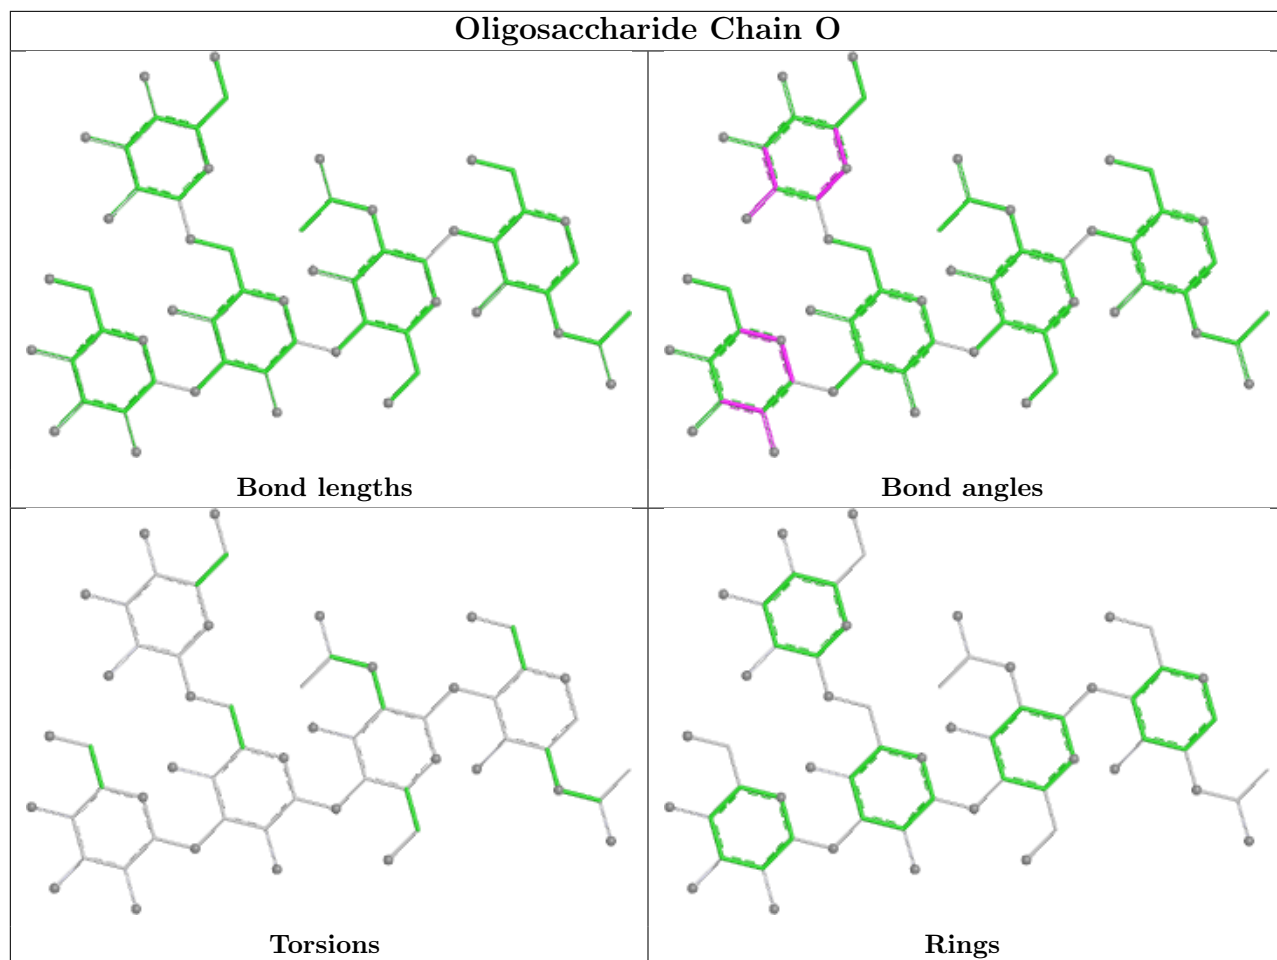 Oligosaccharide Chain O
Bond lengths
Bond angles
Torsions
Rings